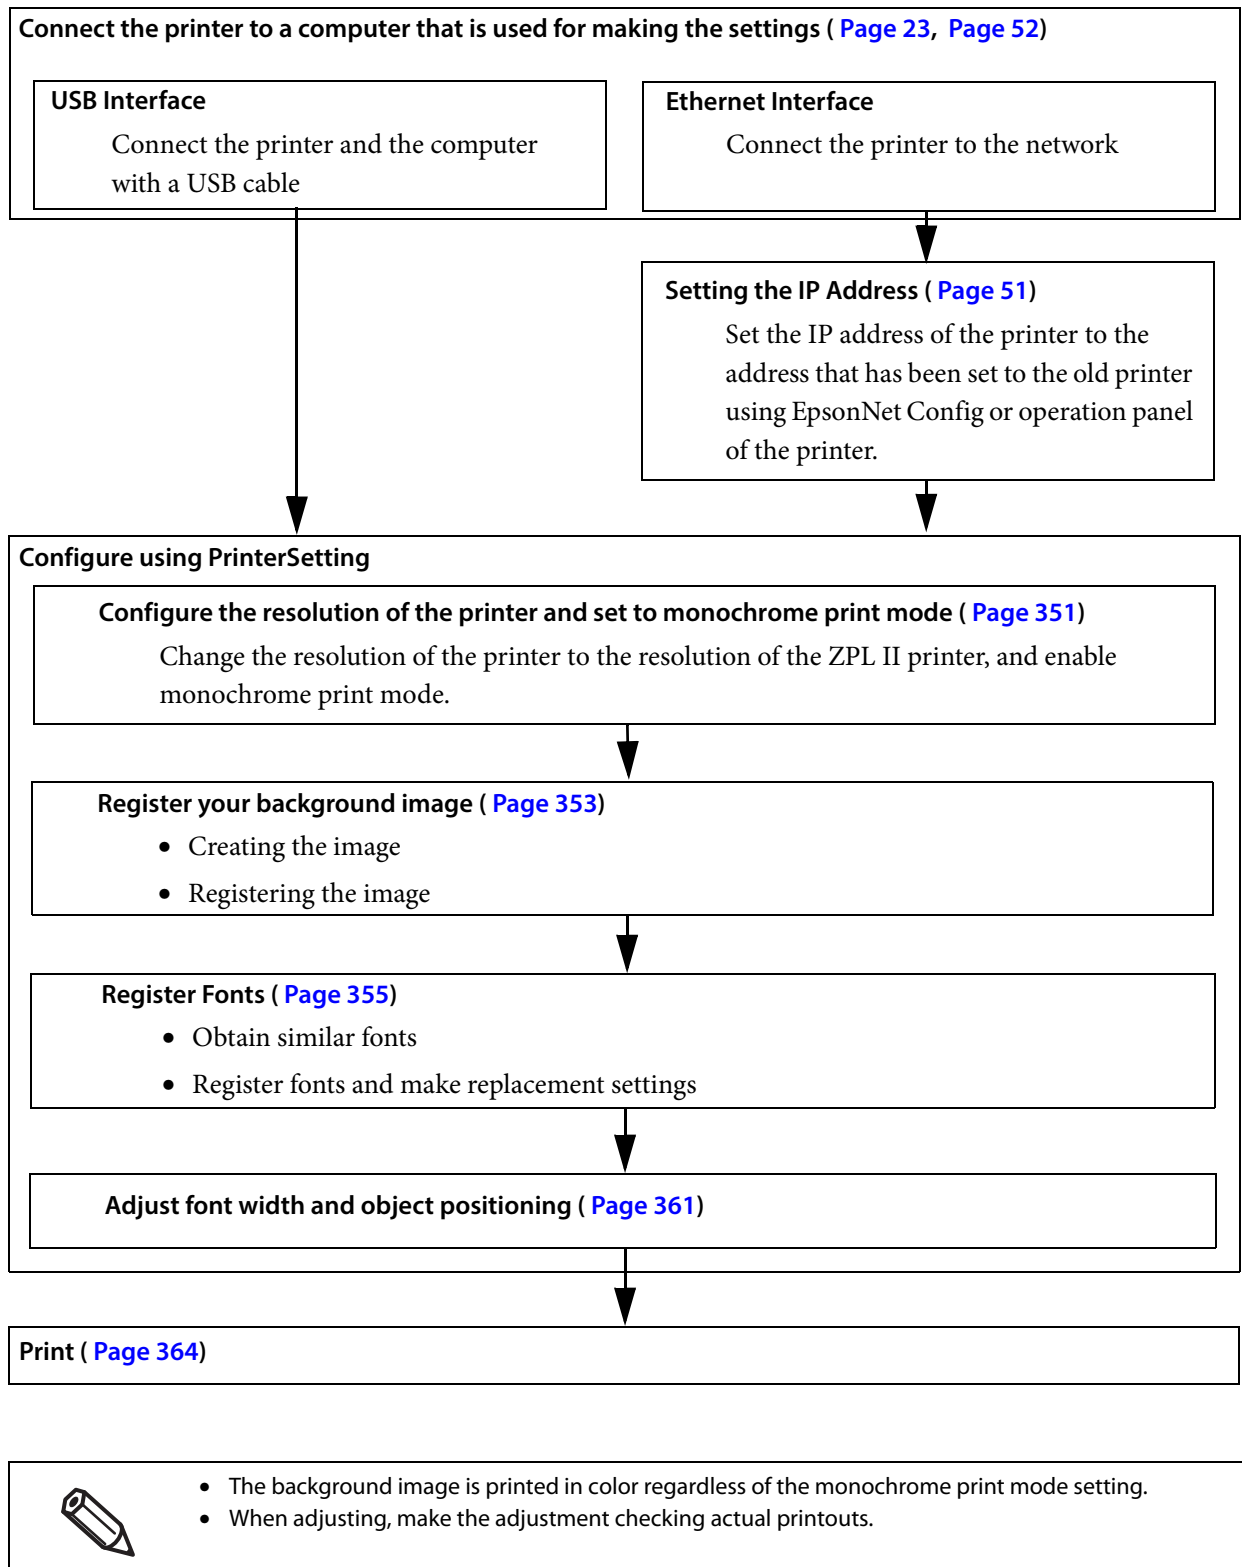 Connect the printer to a computer that is used for making the settings ( Page 23, Page 52)
USB Interface
Connect the printer and the computer
with a USB cable
Ethernet Interface
Connect the printer to the network
Setting the IP Address ( Page 51)
Set the IP address of the printer to the
address that has been set to the old printer
using EpsonNet Config or operation panel
of the printer.
Configure using PrinterSetting
Configure the resolution of the printer and set to monochrome print mode ( Page 351)
Change the resolution of the printer to the resolution of the ZPL II printer, and enable
monochrome print mode.
Register your background image ( Page 353)
• Creating the image
• Registering the image
Register Fonts ( Page 355)
• Obtain similar fonts
• Register fonts and make replacement settings
Adjust font width and object positioning ( Page 361)
Print ( Page 364)
• The background image is printed in color regardless of the monochrome print mode setting.
• When adjusting, make the adjustment checking actual printouts.